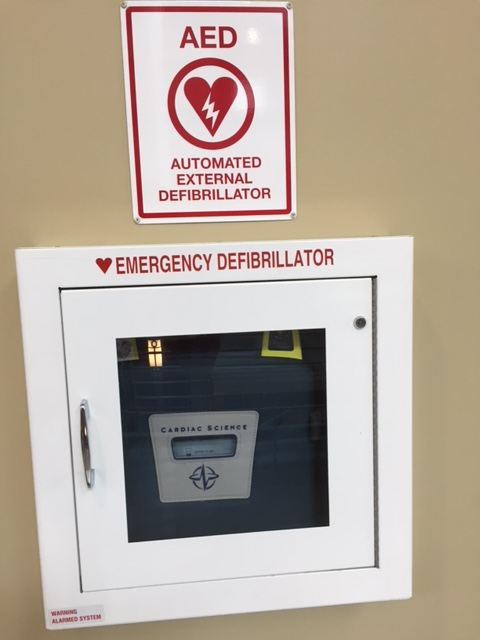 AED
AUTOMATED
EXTERNAL
DEFIBRILLATOR
EMERGENCY DEFIBRILLATOR
CARDIAC SCIENCE
WARNING
ALARMED SYSTEM